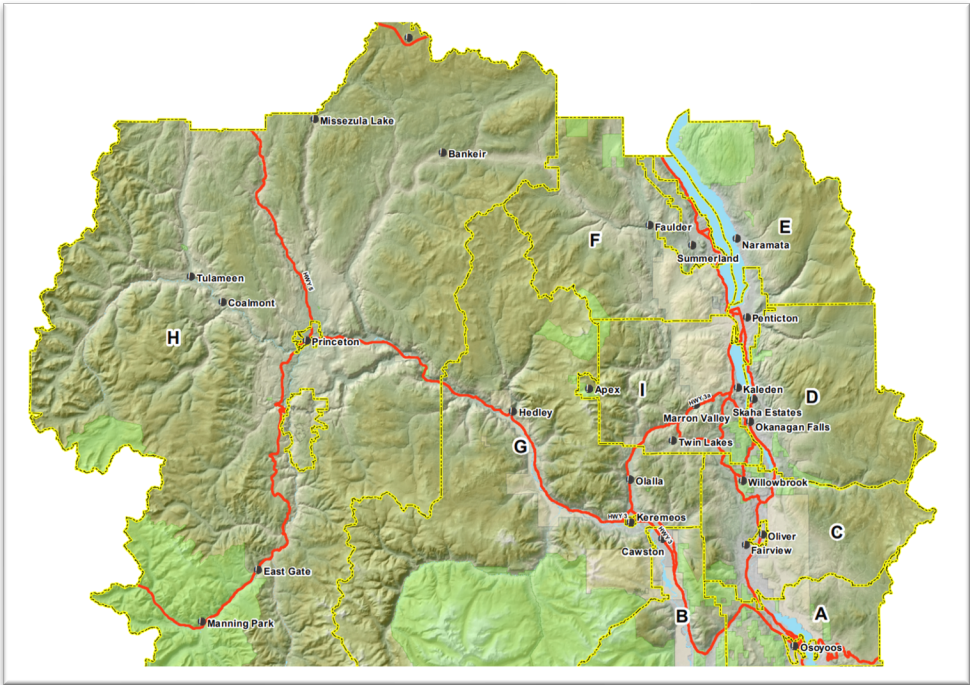 Missezula Lake
Bankeir
E
F
Faulder
Naramata
Summerland
Tulameen
HWY 5
Coalmont
Penticton
H
Princeton
Apex
I
Kaleden
D
HWY 3a
Hedley
Marron Valley
Skaha Estates
Okanagan Falls
G
Twin Lakes
Olalla
Willowbrook
HWY 3
Keremeos
C
HWY 3
Oliver
Cawston
Fairview
East Gate
B
A
Manning Park
Osoyoos